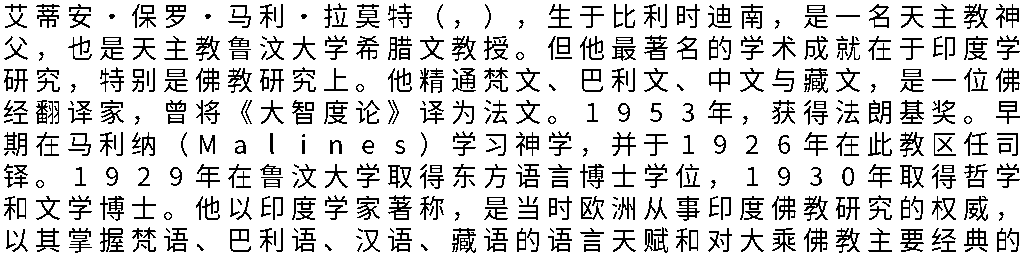 艾蒂安·保罗·马利·拉莫特（，），生于比利时迪南，是一名天主教神
父，也是天主教鲁汶大学希腊文教授。但他最著名的学术成就在于印度学
研究，特别是佛教研究上。他精通梵文、巴利文、中文与藏文，是一位佛
经翻译家，曾将《大智度论》译为法文。1953年，获得法朗基奖。早
期在马利纳（Malines）学习神学，并于1926年在此教区任司
铎。1929年在鲁汶大学取得东方语言博士学位，1930年取得哲学
和文学博士。他以印度学家著称，是当时欧洲从事印度佛教研究的权威，
以其掌握梵语、巴利语、汉语、藏语的语言天赋和对大乘佛教主要经典的